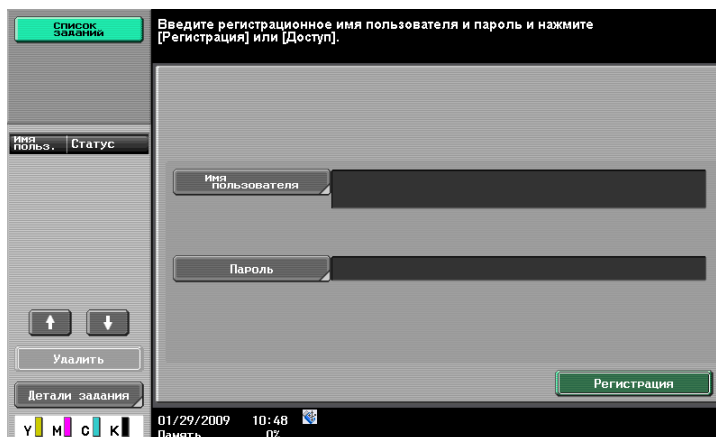 Список
заданий
Введите регистрационное имя пользователя и пароль и нажмите
[Регистрация] или [Доступ].
Имя
польз.
Статус
Имя
пользователя
Пароль
Удалить
Детали задания
Регистрация
Y M C K
01/29/2009 10:48
Память 0%